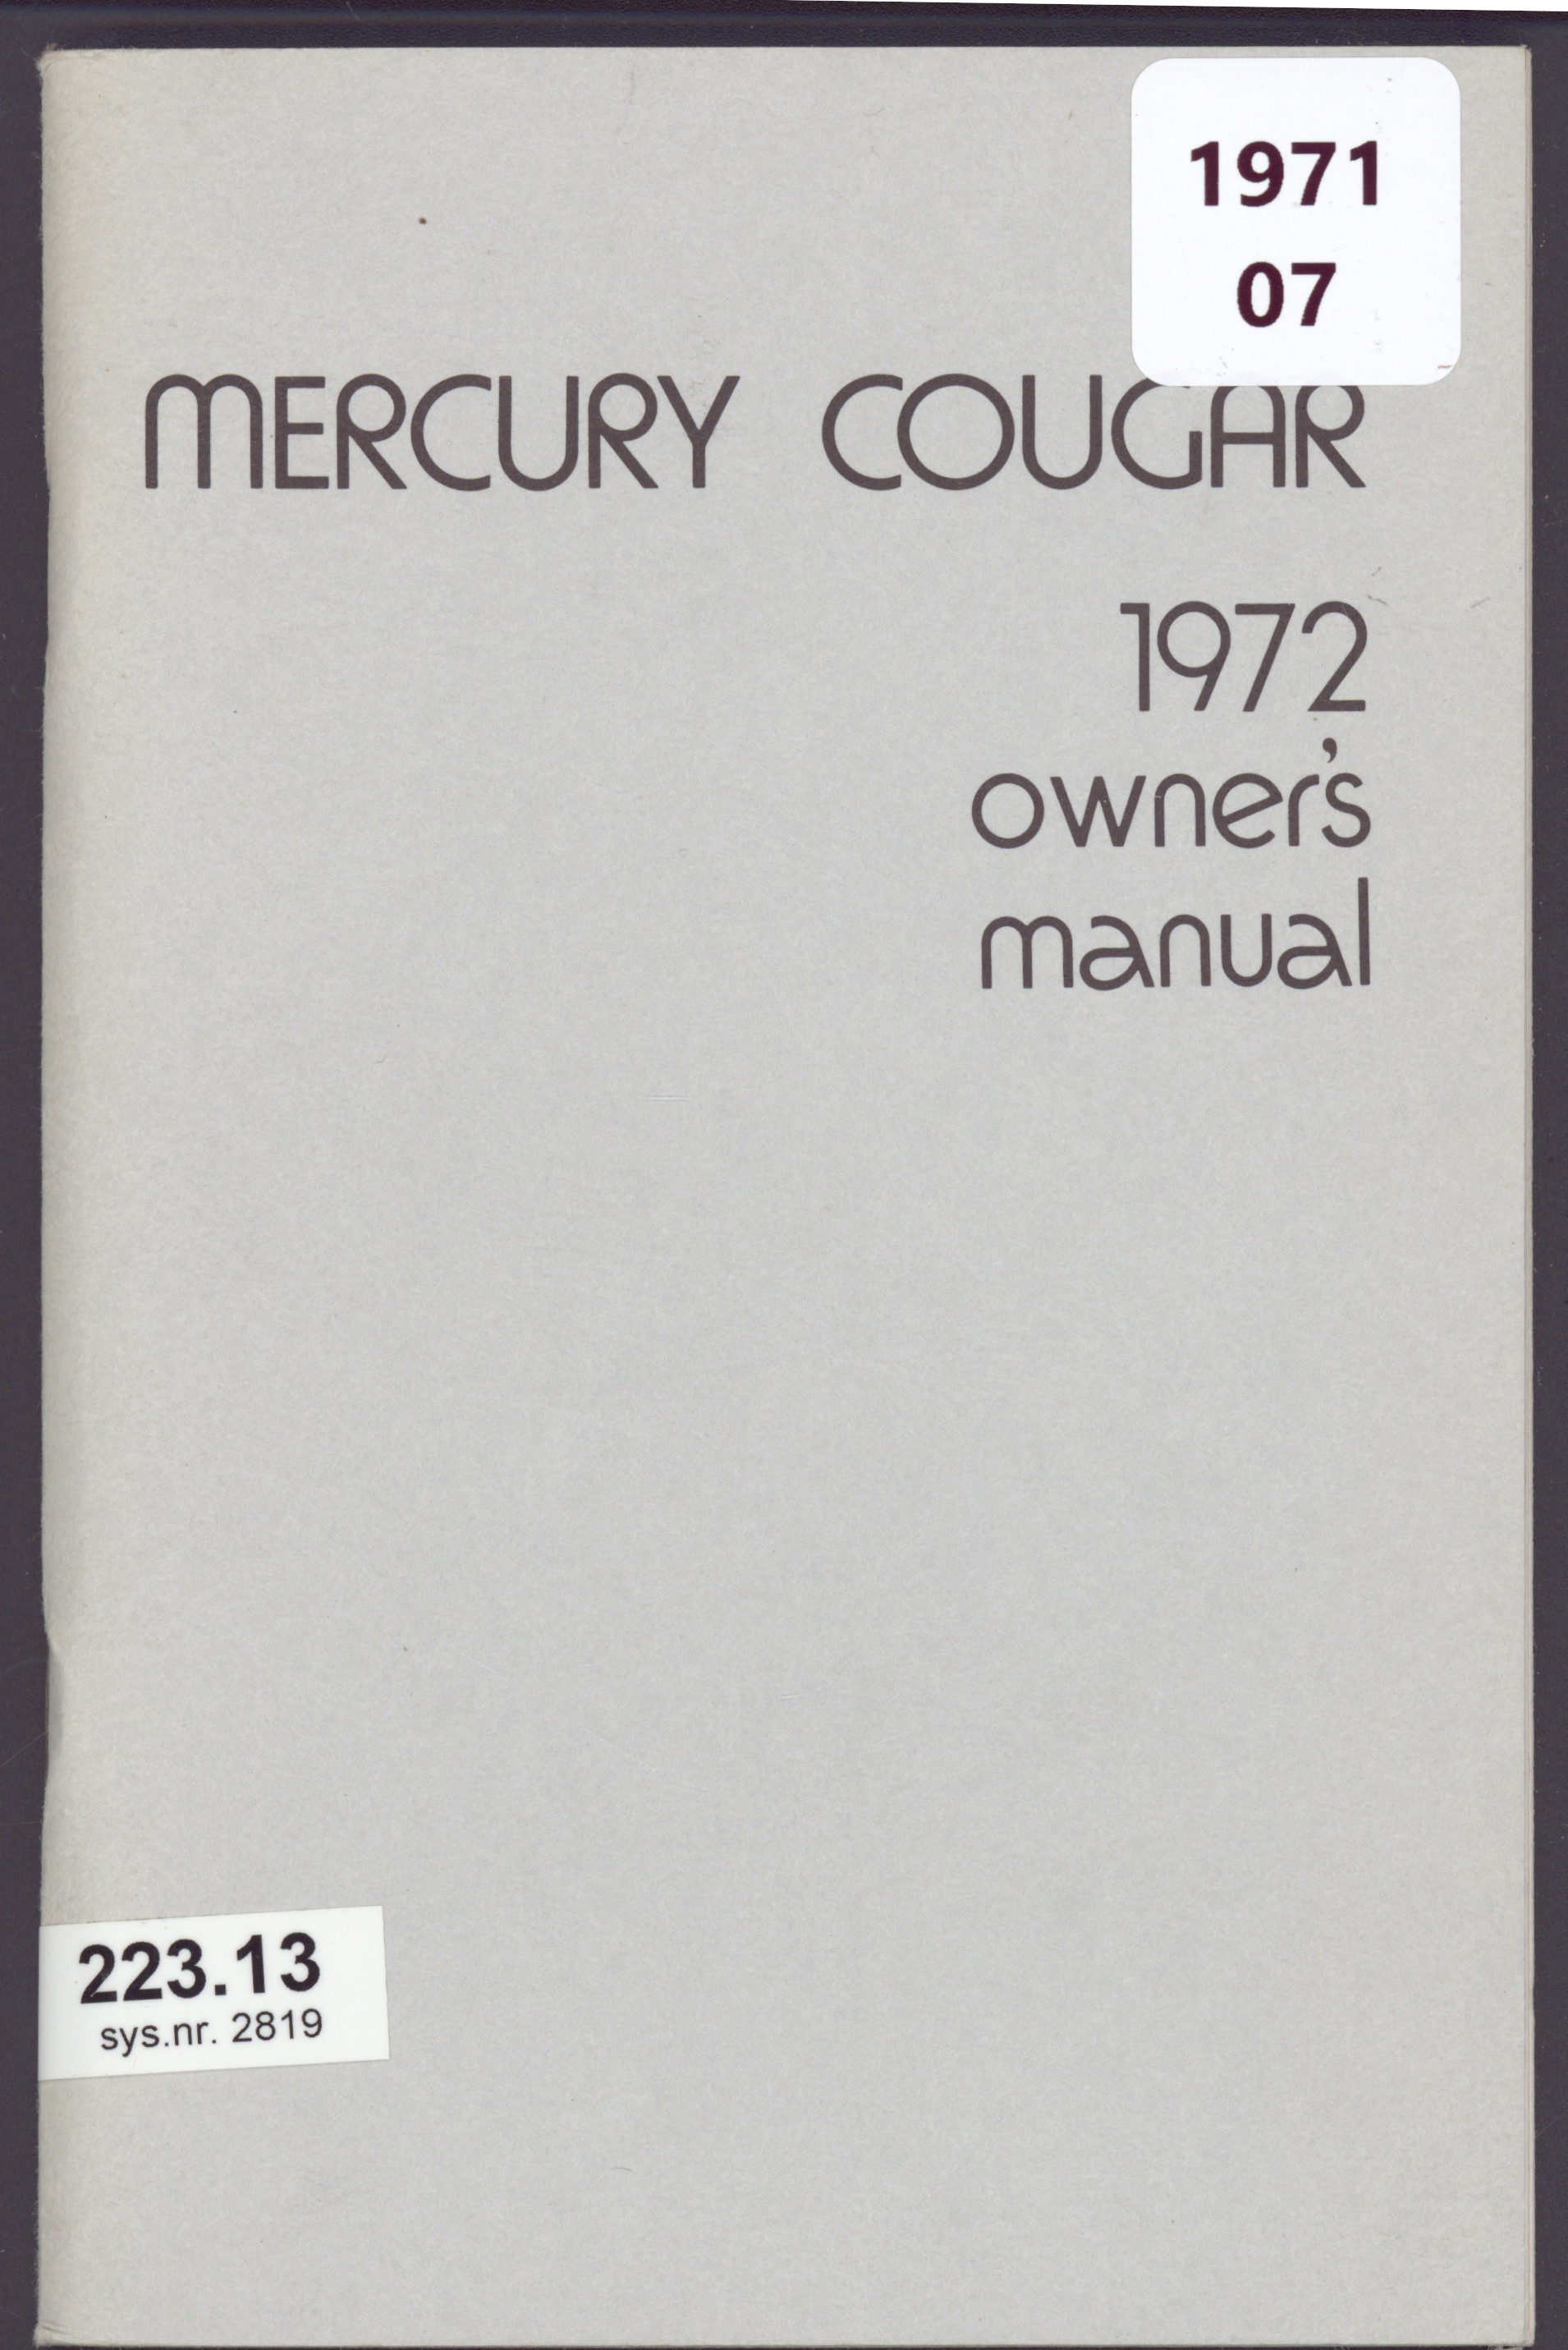 1971
07
MERCURY COUGAR
1972
owner's
manual
223.13
sys.nr. 2819